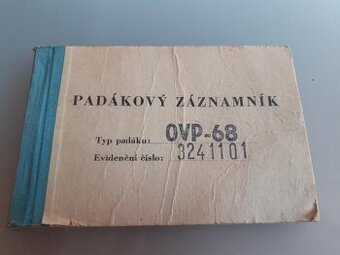 PADÁKOVÝ ZÁZNAMNÍK
Typ padáku: OVP-68
Evidenční číslo: 3241101